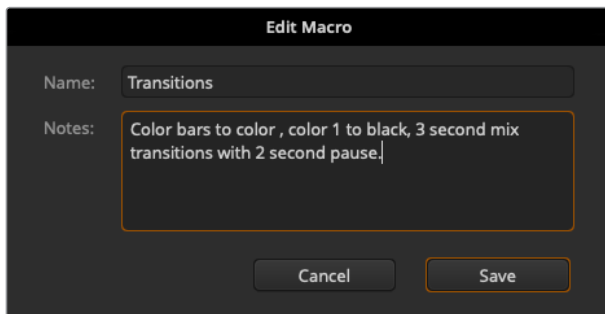 Edit Macro
Name: Transitions
Notes: Color bars to color , color 1 to black, 3 second mix
transitions with 2 second pause.
Cancel Save